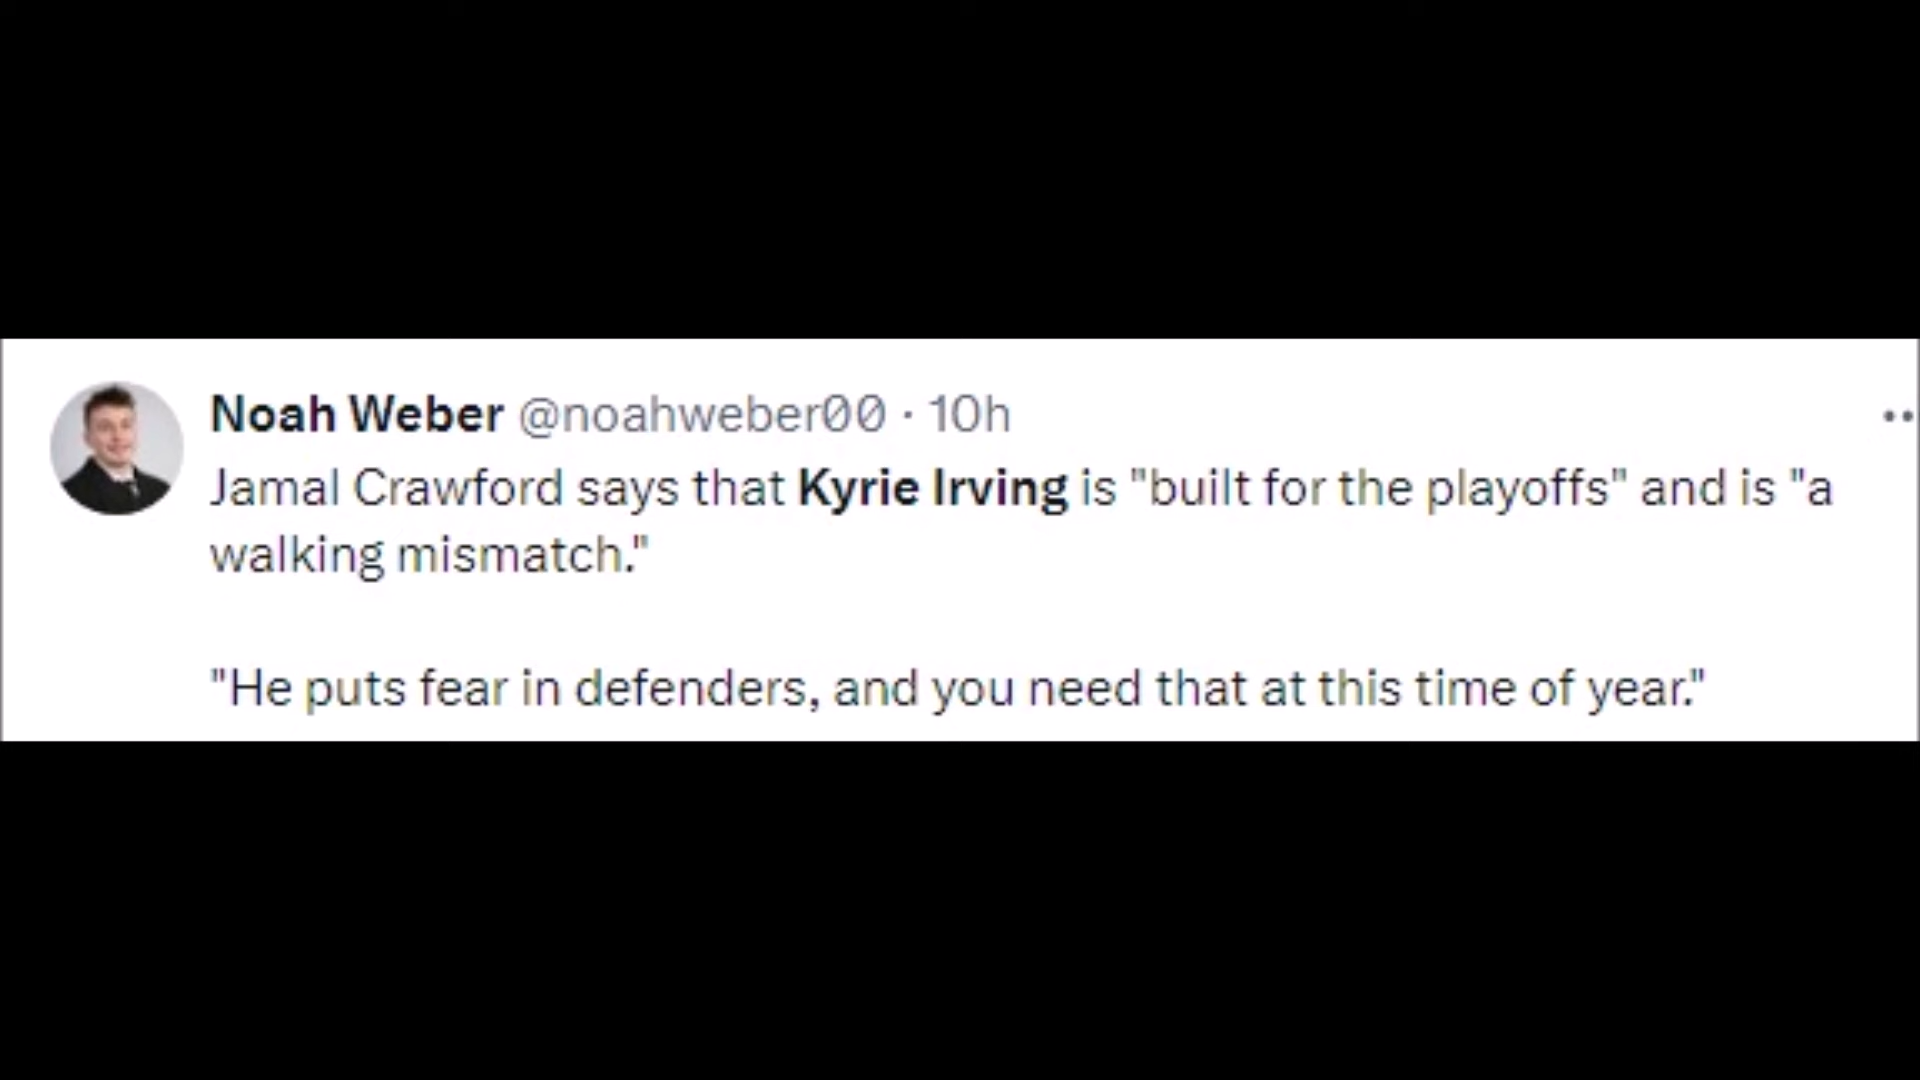 Noah Weber @noahweber00 · 10h
Jamal Crawford says that Kyrie Irving is "built for the playoffs" and is "a
walking mismatch."
"He puts fear in defenders, and you need that at this time of year."